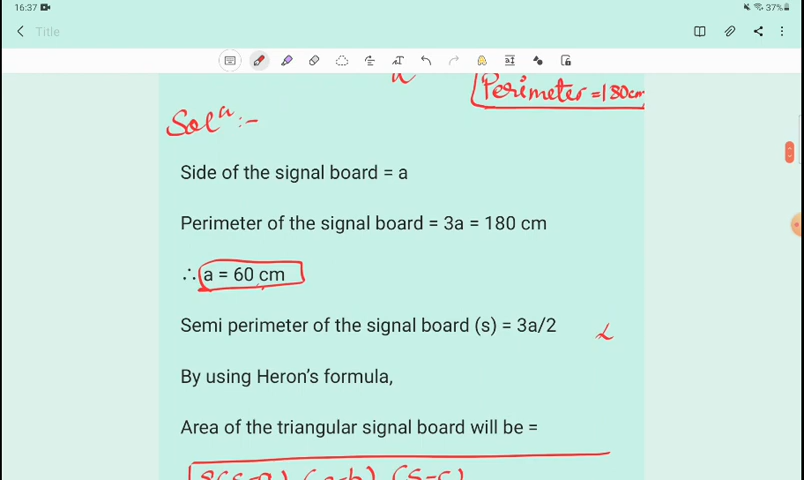 16:37
37%
Title
Perimeter = 180cm
Solⁿ :-
Side of the signal board = a
Perimeter of the signal board = 3a = 180 cm
∴ a = 60 cm
Semi perimeter of the signal board (s) = 3a/2
By using Heron’s formula,
Area of the triangular signal board will be =